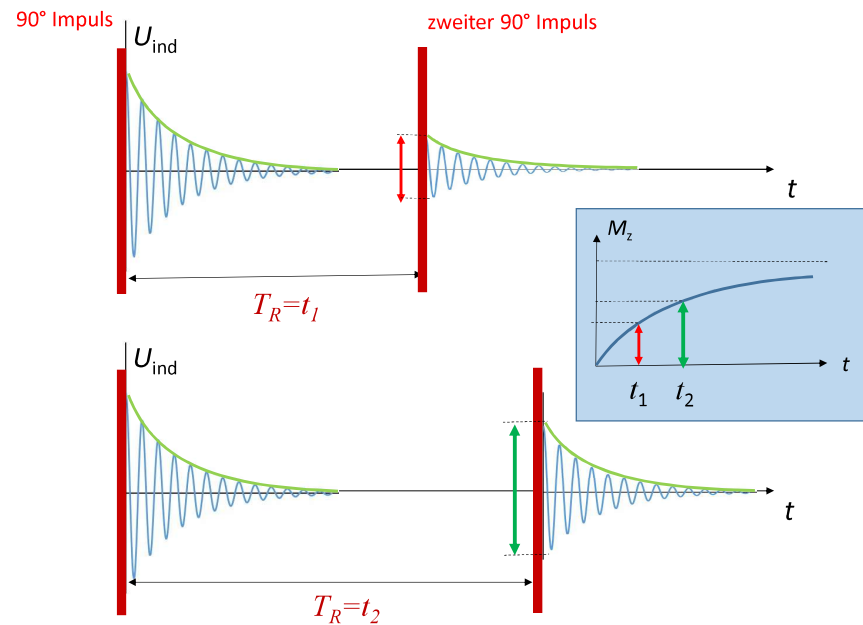 90° Impuls
zweiter 90° Impuls
U_ind
t
T_R=t_1
M_z
t
t_1
t_2
U_ind
t
T_R=t_2